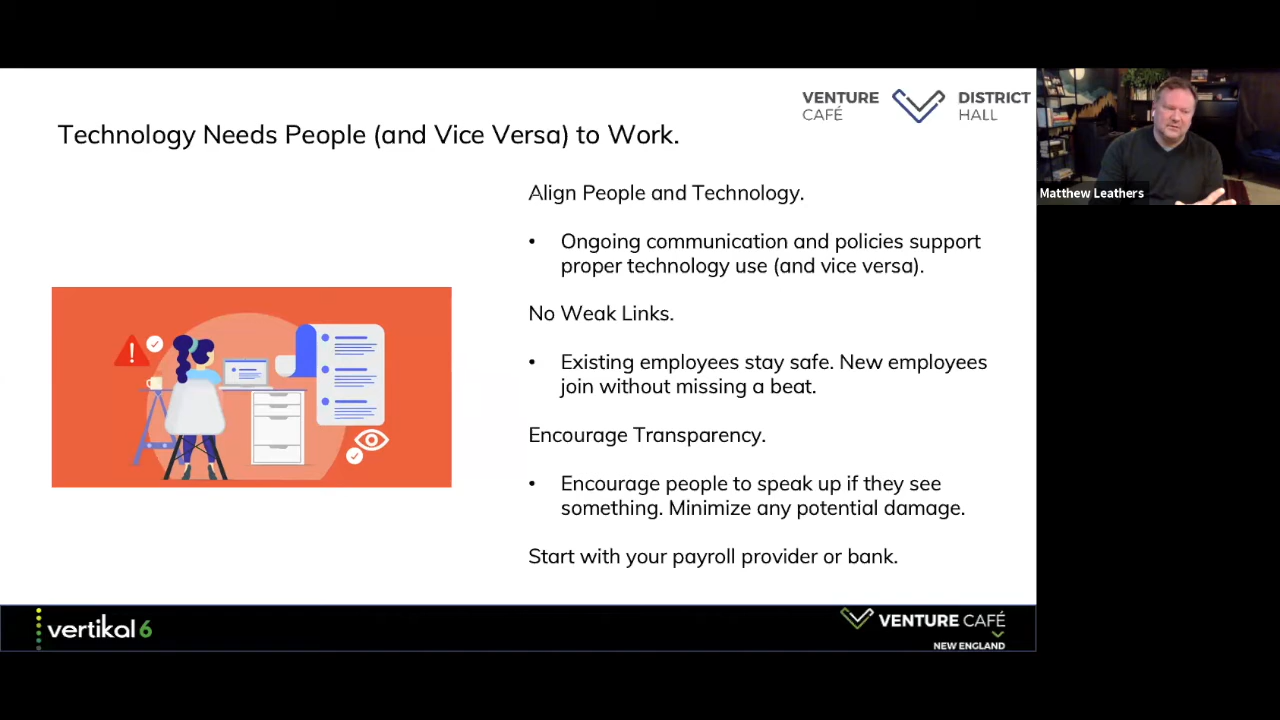 VENTURE CAFÉ
DISTRICT HALL
Technology Needs People (and Vice Versa) to Work.
Align People and Technology.
• Ongoing communication and policies support
proper technology use (and vice versa).
No Weak Links.
• Existing employees stay safe. New employees
join without missing a beat.
Encourage Transparency.
• Encourage people to speak up if they see
something. Minimize any potential damage.
Start with your payroll provider or bank.
Matthew Leathers
vertikal6
VENTURE CAFÉ
NEW ENGLAND